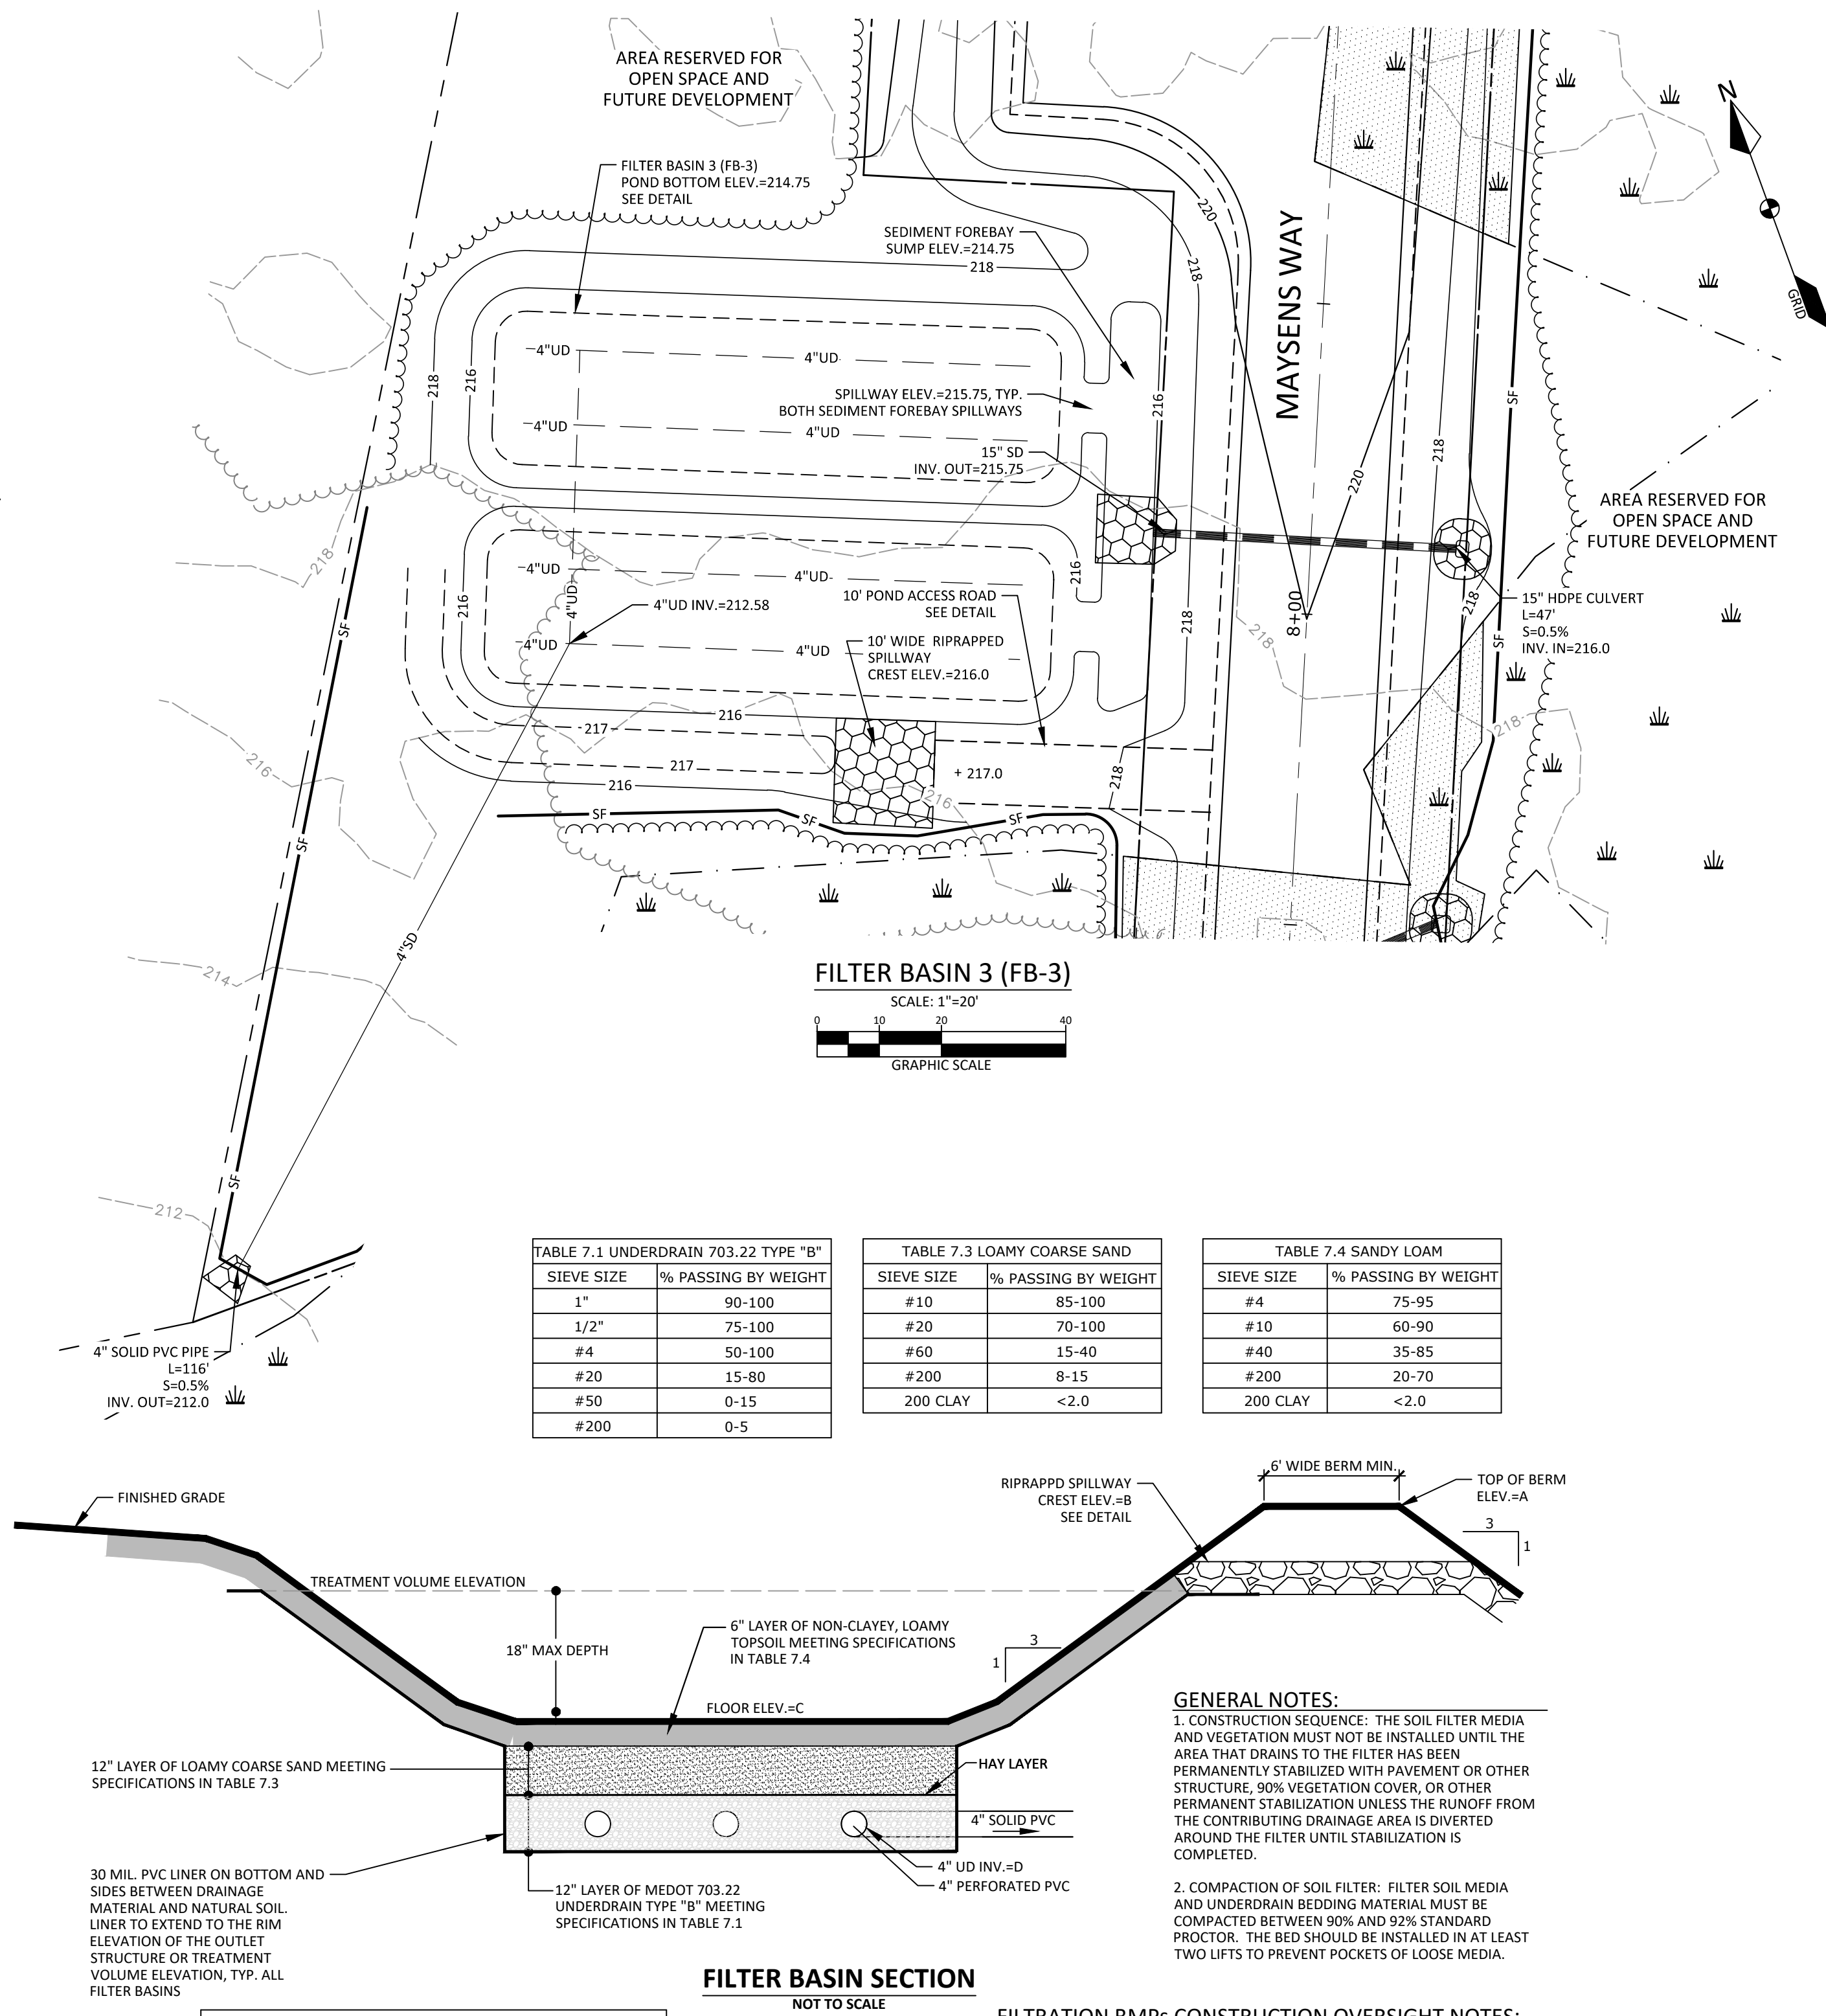 AREA RESERVED FOR
OPEN SPACE AND
FUTURE DEVELOPMENT
N
GRID
FILTER BASIN 3 (FB-3)
POND BOTTOM ELEV.=214.75
SEE DETAIL
SEDIMENT FOREBAY
SUMP ELEV.=214.75
218
220
218
MAYSENS WAY
218
216
4"UD
4"UD
SPILLWAY ELEV.=215.75, TYP.
BOTH SEDIMENT FOREBAY SPILLWAYS
216
SF
4"UD
4"UD
15" SD
INV. OUT=215.75
218
220
AREA RESERVED FOR
OPEN SPACE AND
FUTURE DEVELOPMENT
218
4"UD
4"UD
216
216
4"UD
4"UD INV.=212.58
10' POND ACCESS ROAD
SEE DETAIL
8+00
218
218
218
15" HDPE CULVERT
L=47'
S=0.5%
INV. IN=216.0
SF
SF
4"UD
4"UD
10' WIDE RIPRAPPED
SPILLWAY
CREST ELEV.=216.0
216
217
218
216
217
+ 217.0
218
216
216
SF
SF
SF
SF
4"SD
214
FILTER BASIN 3 (FB-3)
SCALE: 1"=20'
0 10 20 40
GRAPHIC SCALE
SF
212
4" SOLID PVC PIPE
L=116'
S=0.5%
INV. OUT=212.0
TABLE 7.1 UNDERDRAIN 703.22 TYPE "B"
SIEVE SIZE % PASSING BY WEIGHT
1" 90-100
1/2" 75-100
#4 50-100
#20 15-80
#50 0-15
#200 0-5
TABLE 7.3 LOAMY COARSE SAND
SIEVE SIZE % PASSING BY WEIGHT
#10 85-100
#20 70-100
#60 15-40
#200 8-15
200 CLAY <2.0
TABLE 7.4 SANDY LOAM
SIEVE SIZE % PASSING BY WEIGHT
#4 75-95
#10 60-90
#40 35-85
#200 20-70
200 CLAY <2.0
FINISHED GRADE
RIPRAPPD SPILLWAY
CREST ELEV.=B
SEE DETAIL
6' WIDE BERM MIN.
TOP OF BERM
ELEV.=A
3
1
TREATMENT VOLUME ELEVATION
18" MAX DEPTH
6" LAYER OF NON-CLAYEY, LOAMY
TOPSOIL MEETING SPECIFICATIONS
IN TABLE 7.4
3
1
FLOOR ELEV.=C
12" LAYER OF LOAMY COARSE SAND MEETING
SPECIFICATIONS IN TABLE 7.3
HAY LAYER
4" SOLID PVC
30 MIL. PVC LINER ON BOTTOM AND
SIDES BETWEEN DRAINAGE
MATERIAL AND NATURAL SOIL.
LINER TO EXTEND TO THE RIM
ELEVATION OF THE OUTLET
STRUCTURE OR TREATMENT
VOLUME ELEVATION, TYP. ALL
FILTER BASINS
12" LAYER OF MEDOT 703.22
UNDERDRAIN TYPE "B" MEETING
SPECIFICATIONS IN TABLE 7.1
4" UD INV.=D
4" PERFORATED PVC
FILTER BASIN SECTION
NOT TO SCALE
GENERAL NOTES:
1. CONSTRUCTION SEQUENCE: THE SOIL FILTER MEDIA
AND VEGETATION MUST NOT BE INSTALLED UNTIL THE
AREA THAT DRAINS TO THE FILTER HAS BEEN
PERMANENTLY STABILIZED WITH PAVEMENT OR OTHER
STRUCTURE, 90% VEGETATION COVER, OR OTHER
PERMANENT STABILIZATION UNLESS THE RUNOFF FROM
THE CONTRIBUTING DRAINAGE AREA IS DIVERTED
AROUND THE FILTER UNTIL STABILIZATION IS
COMPLETED.
2. COMPACTION OF SOIL FILTER: FILTER SOIL MEDIA
AND UNDERDRAIN BEDDING MATERIAL MUST BE
COMPACTED BETWEEN 90% AND 92% STANDARD
PROCTOR. THE BED SHOULD BE INSTALLED IN AT LEAST
TWO LIFTS TO PREVENT POCKETS OF LOOSE MEDIA.
FILTRATION BMPs CONSTRUCTION OVERSIGHT NOTES: